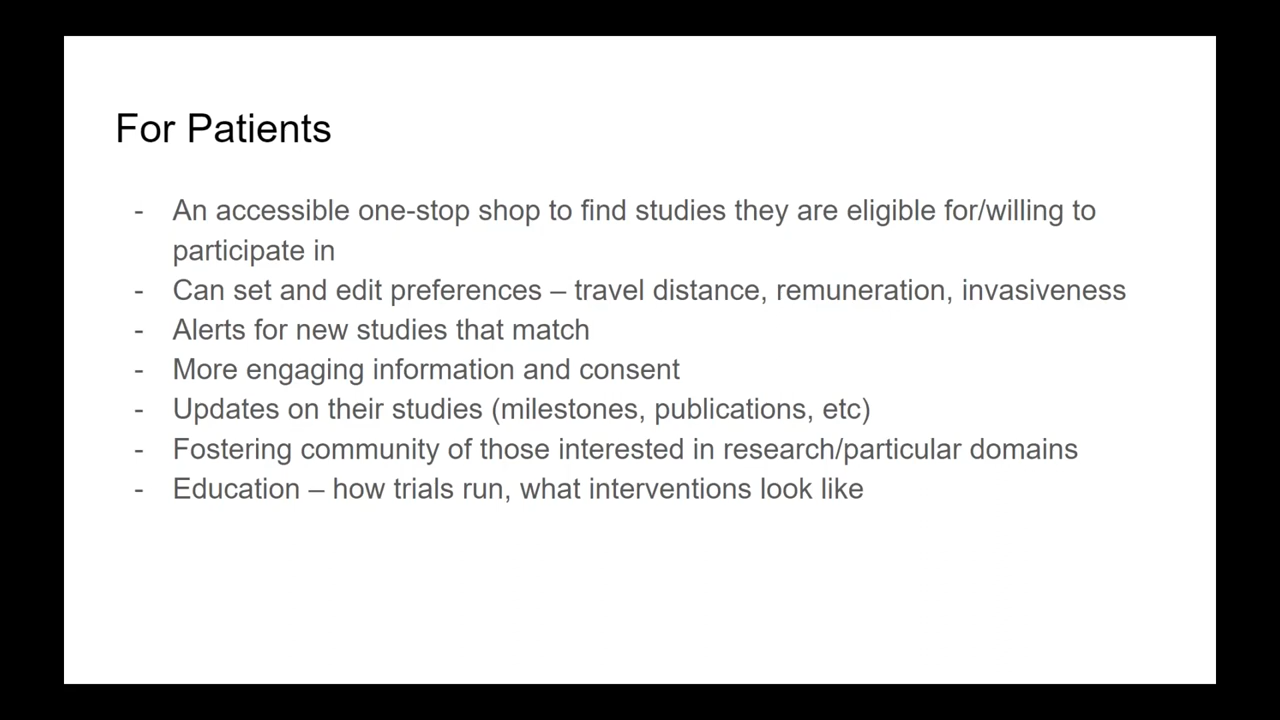 For Patients
- An accessible one-stop shop to find studies they are eligible for/willing to
participate in
- Can set and edit preferences – travel distance, remuneration, invasiveness
- Alerts for new studies that match
- More engaging information and consent
- Updates on their studies (milestones, publications, etc)
- Fostering community of those interested in research/particular domains
- Education – how trials run, what interventions look like